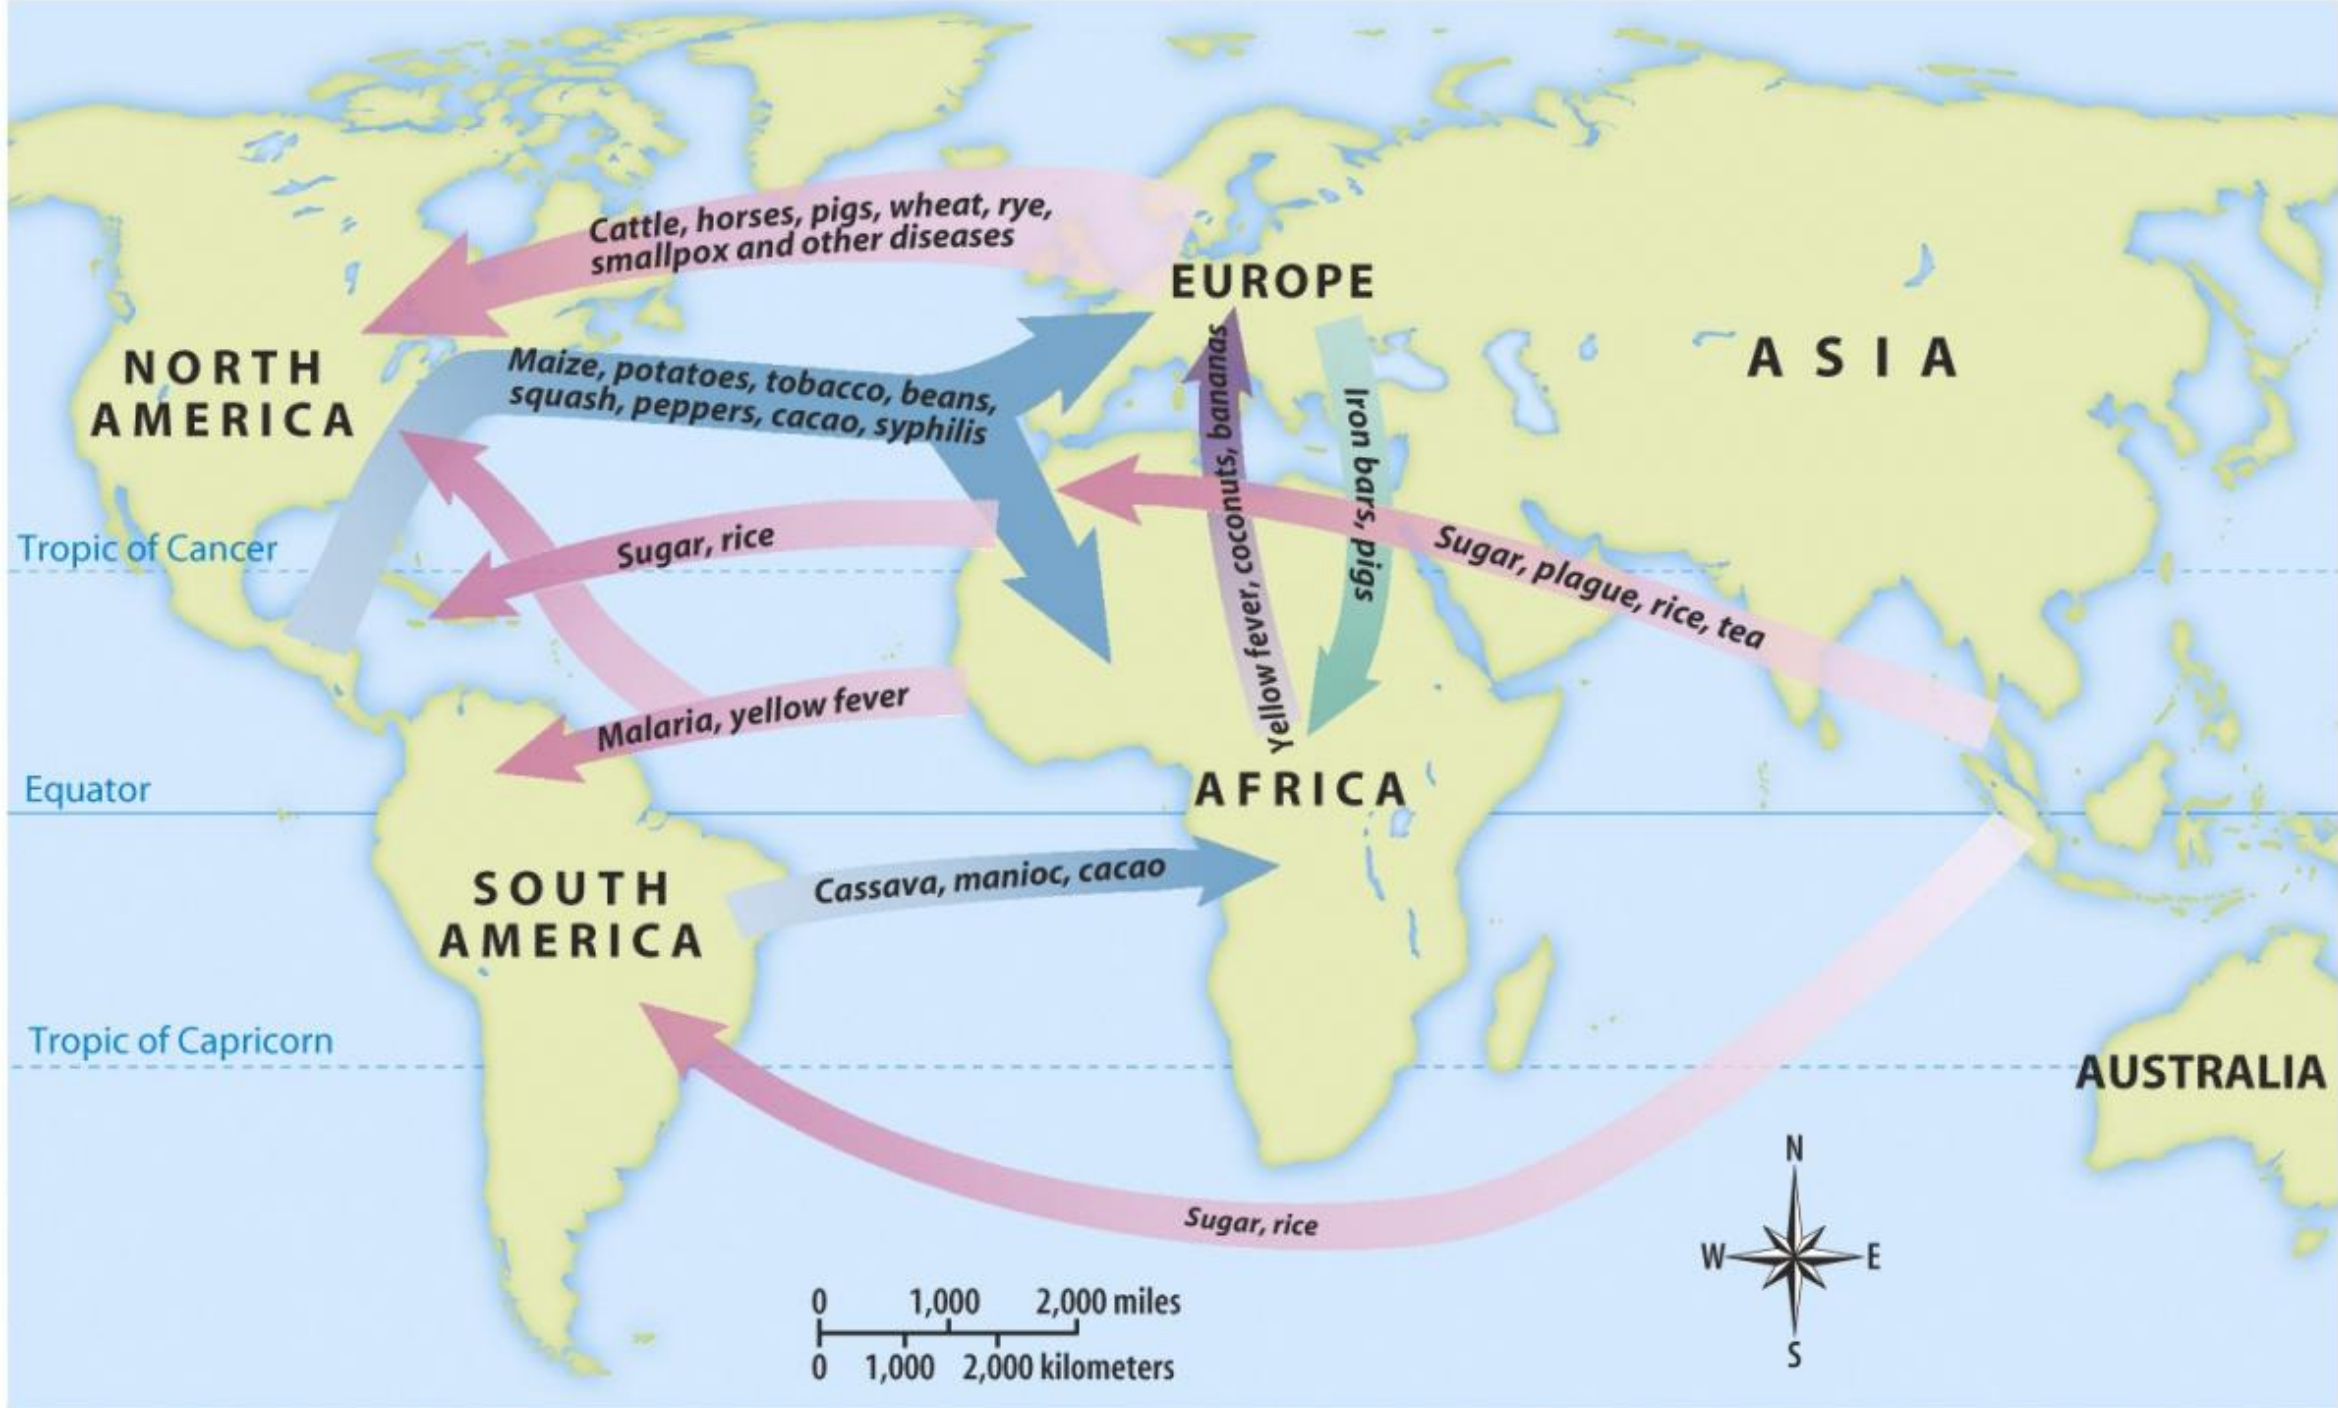 Cattle, horses, pigs, wheat, rye,
smallpox and other diseases
EUROPE
NORTH
AMERICA
Maize, potatoes, tobacco, beans,
squash, peppers, cacao, syphilis
ASIA
Yellow fever, coconuts, bananas
Iron bars, pigs
Tropic of Cancer
Sugar, rice
Sugar, plague, rice, tea
Malaria, yellow fever
Equator
AFRICA
SOUTH
AMERICA
Cassava, manioc, cacao
Tropic of Capricorn
AUSTRALIA
Sugar, rice
N
W E
S
0 1,000 2,000 miles
0 1,000 2,000 kilometers